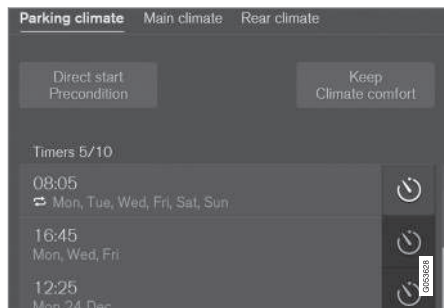 Parking climate Main climate Rear climate
Direct start Keep
Precondition Climate comfort
Timers 5/10
08:05
Mon, Tue, Wed, Fri, Sat, Sun
16:45
Mon, Wed, Fri
12:25
Mon 24 Dec
G053628